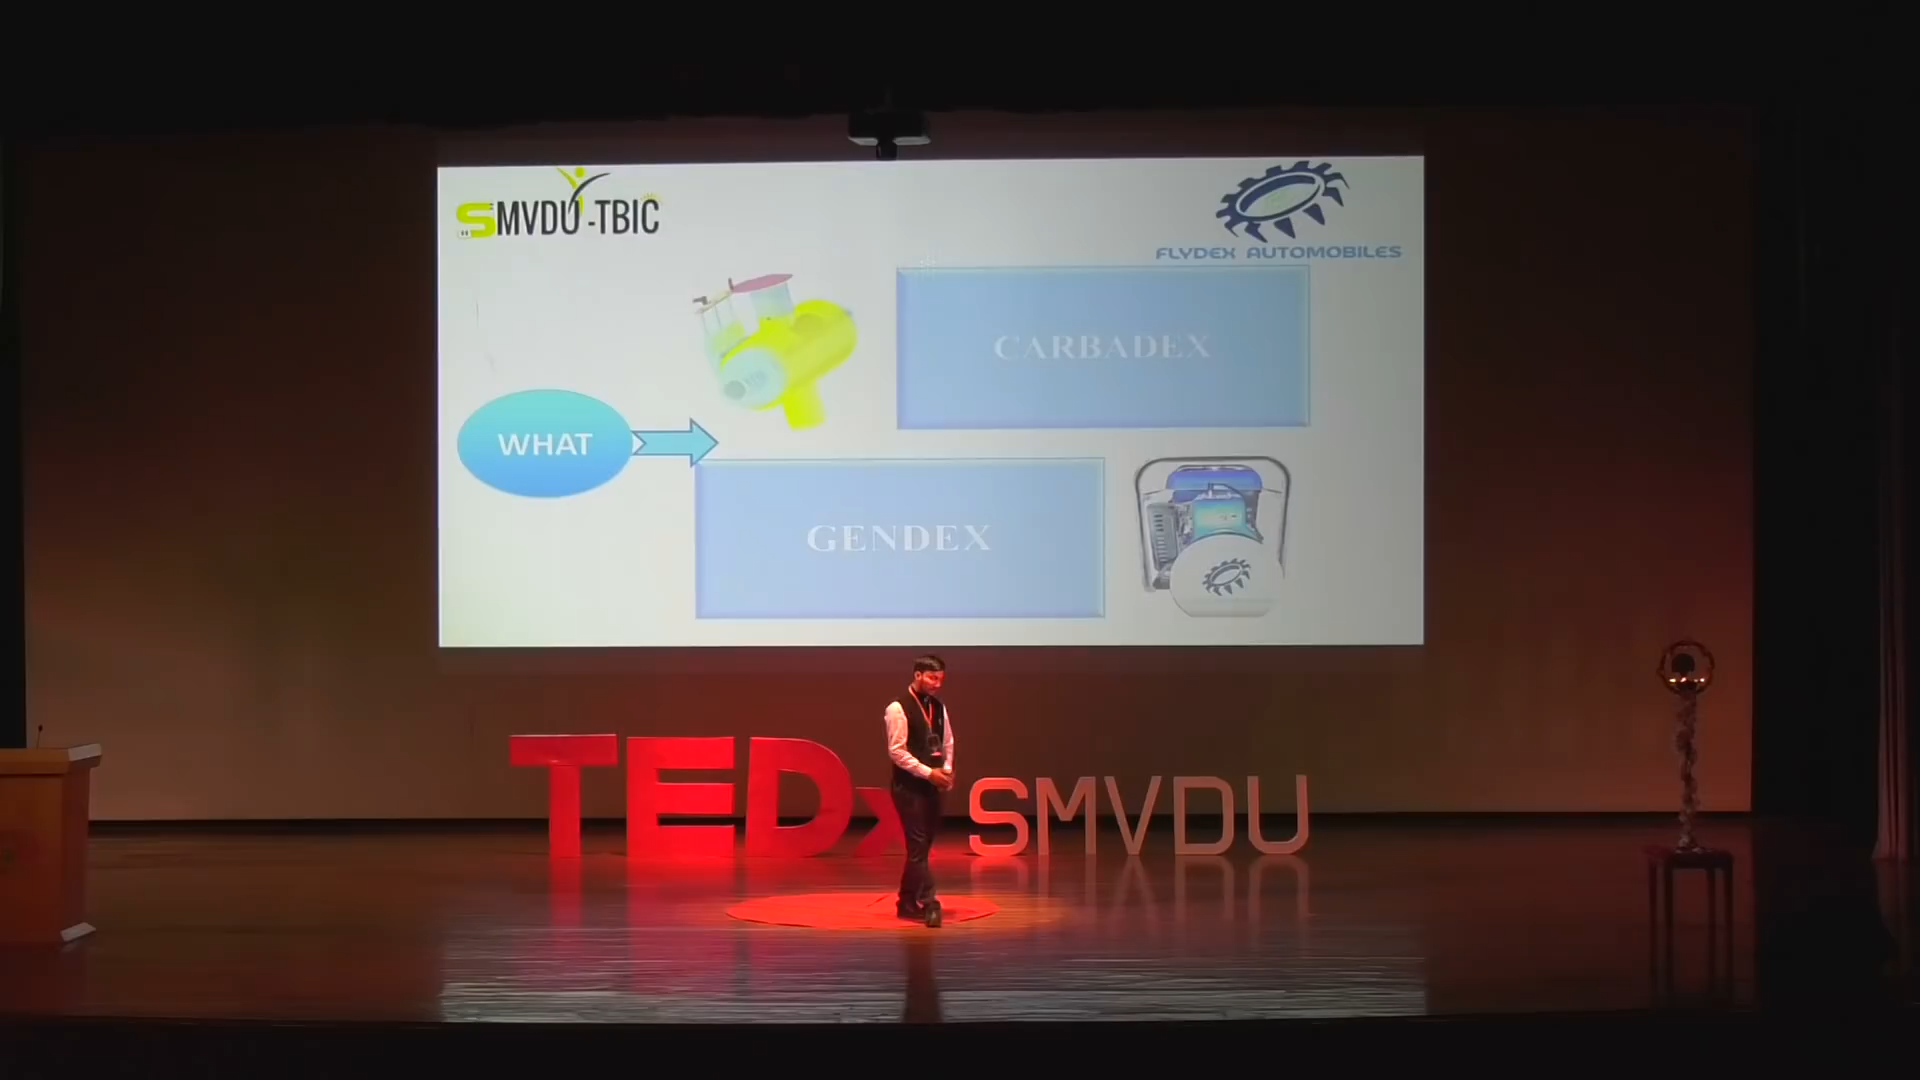 SMVDU-TBIC
FLYDEX AUTOMOBILES
CARBADEX
WHAT
GENDEX
TEDx SMVDU